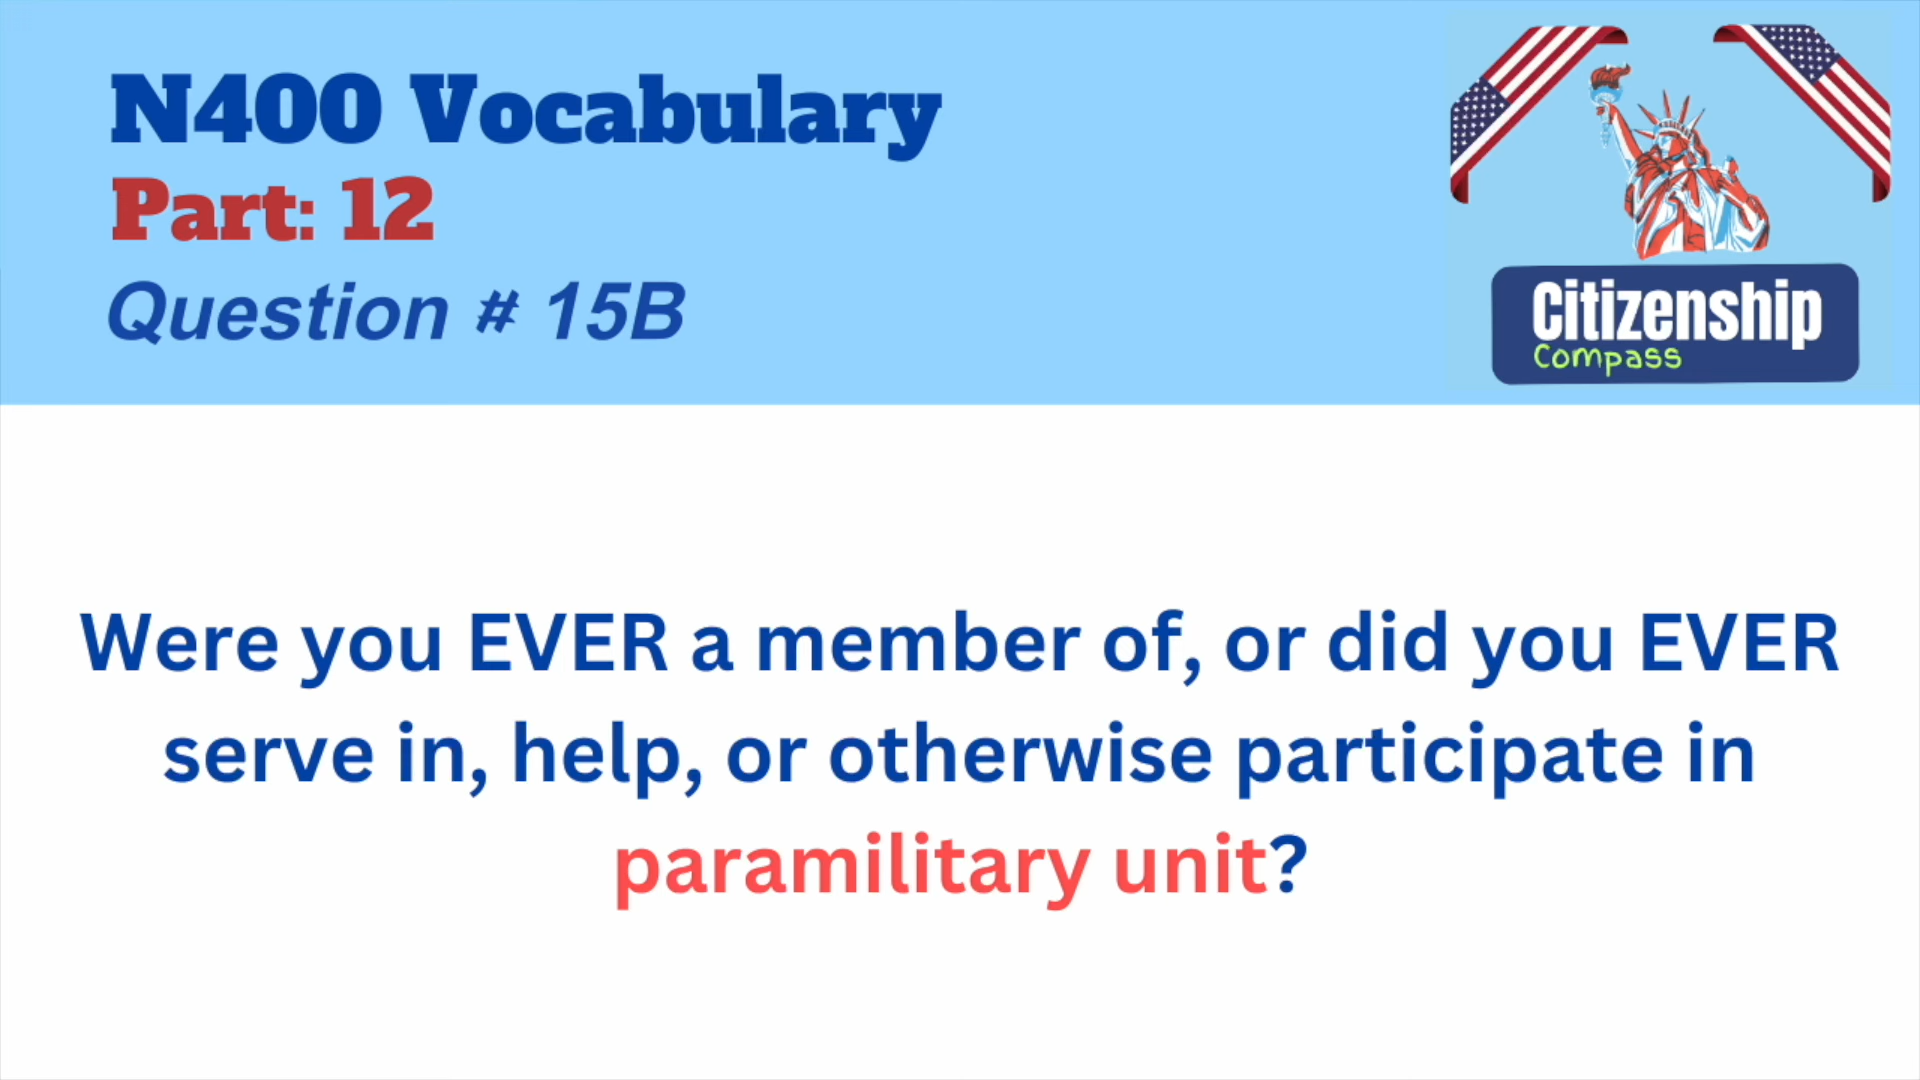 N400 Vocabulary
Part: 12
Question # 15B
Citizenship
Compass
Were you EVER a member of, or did you EVER
serve in, help, or otherwise participate in
paramilitary unit?